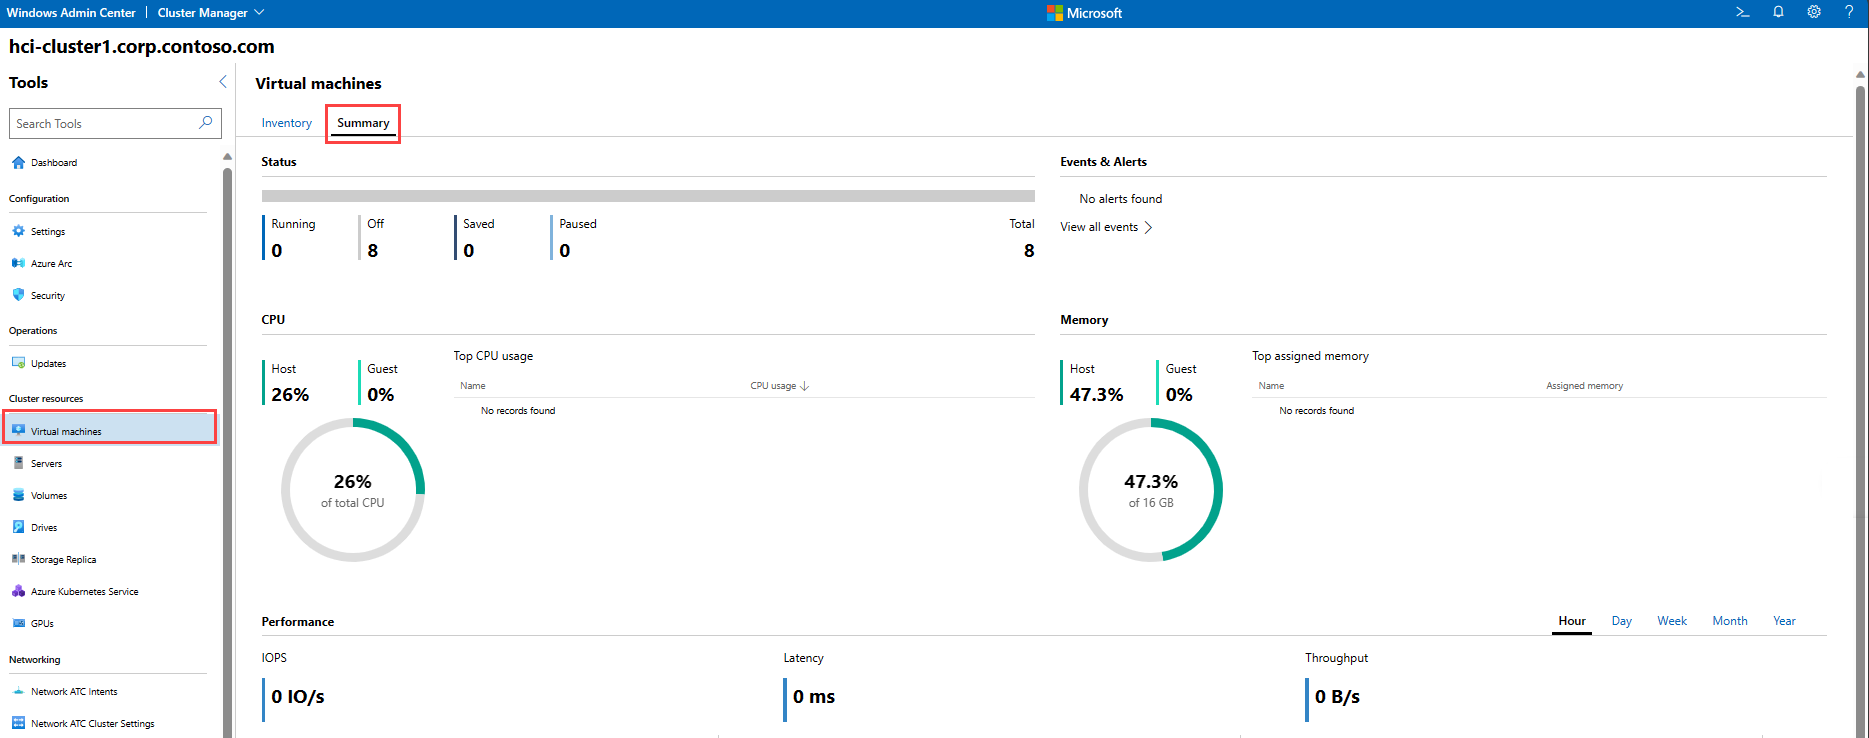 Windows Admin Center | Cluster Manager
Microsoft
?
hci-cluster1.corp.contoso.com
Tools
Search Tools
Dashboard
Configuration
Settings
Azure Arc
Security
Operations
Updates
Cluster resources
Virtual machines
Servers
Volumes
Drives
Storage Replica
Azure Kubernetes Service
GPUs
Networking
Network ATC Intents
Network ATC Cluster Settings
Virtual machines
Inventory Summary
Status
Running Off Saved Paused Total
0 8 0 0 8
Events & Alerts
No alerts found
View all events
CPU
Host Guest
26% 0%
26%
of total CPU
Top CPU usage
Name CPU usage
No records found
Memory
Host Guest
47.3% 0%
47.3%
of 16 GB
Top assigned memory
Name Assigned memory
No records found
Performance
Hour Day Week Month Year
IOPS Latency Throughput
0 IO/s 0 ms 0 B/s